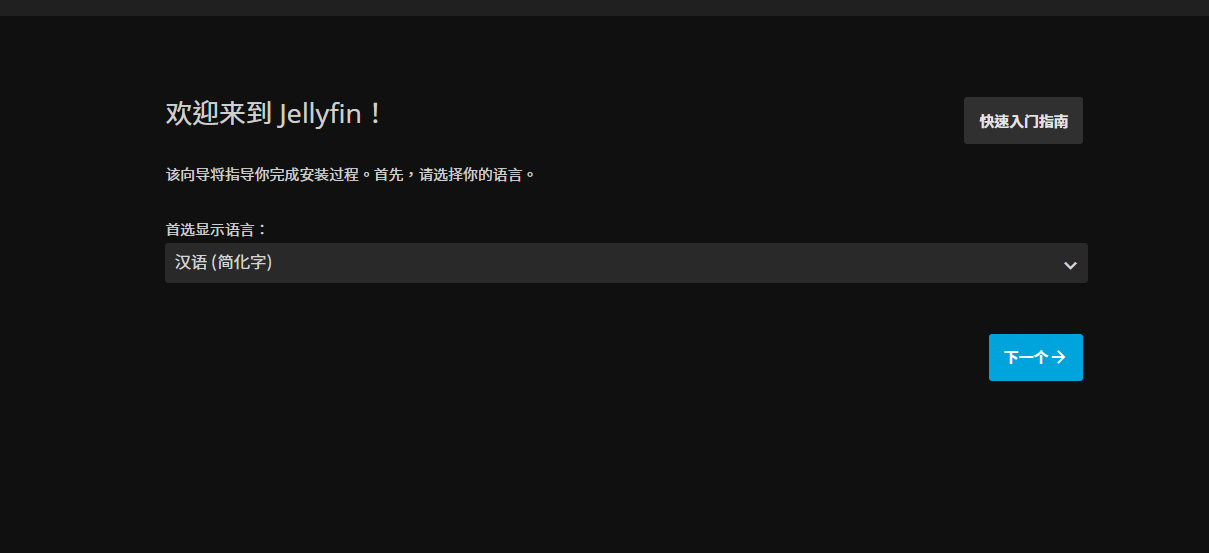 欢迎来到 Jellyfin！
快速入门指南
该向导将指导你完成安装过程。首先，请选择你的语言。
首选显示语言：
汉语 (简化字)
下一个